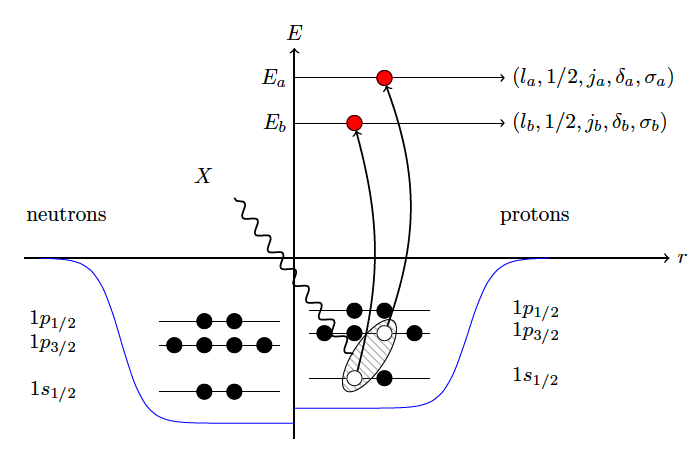 E
E_a (l_a, 1/2, j_a, δ_a, σ_a)
E_b (l_b, 1/2, j_b, δ_b, σ_b)
X
neutrons protons
r
1p_{1/2} 1p_{1/2}
1p_{3/2} 1p_{3/2}
1s_{1/2} 1s_{1/2}